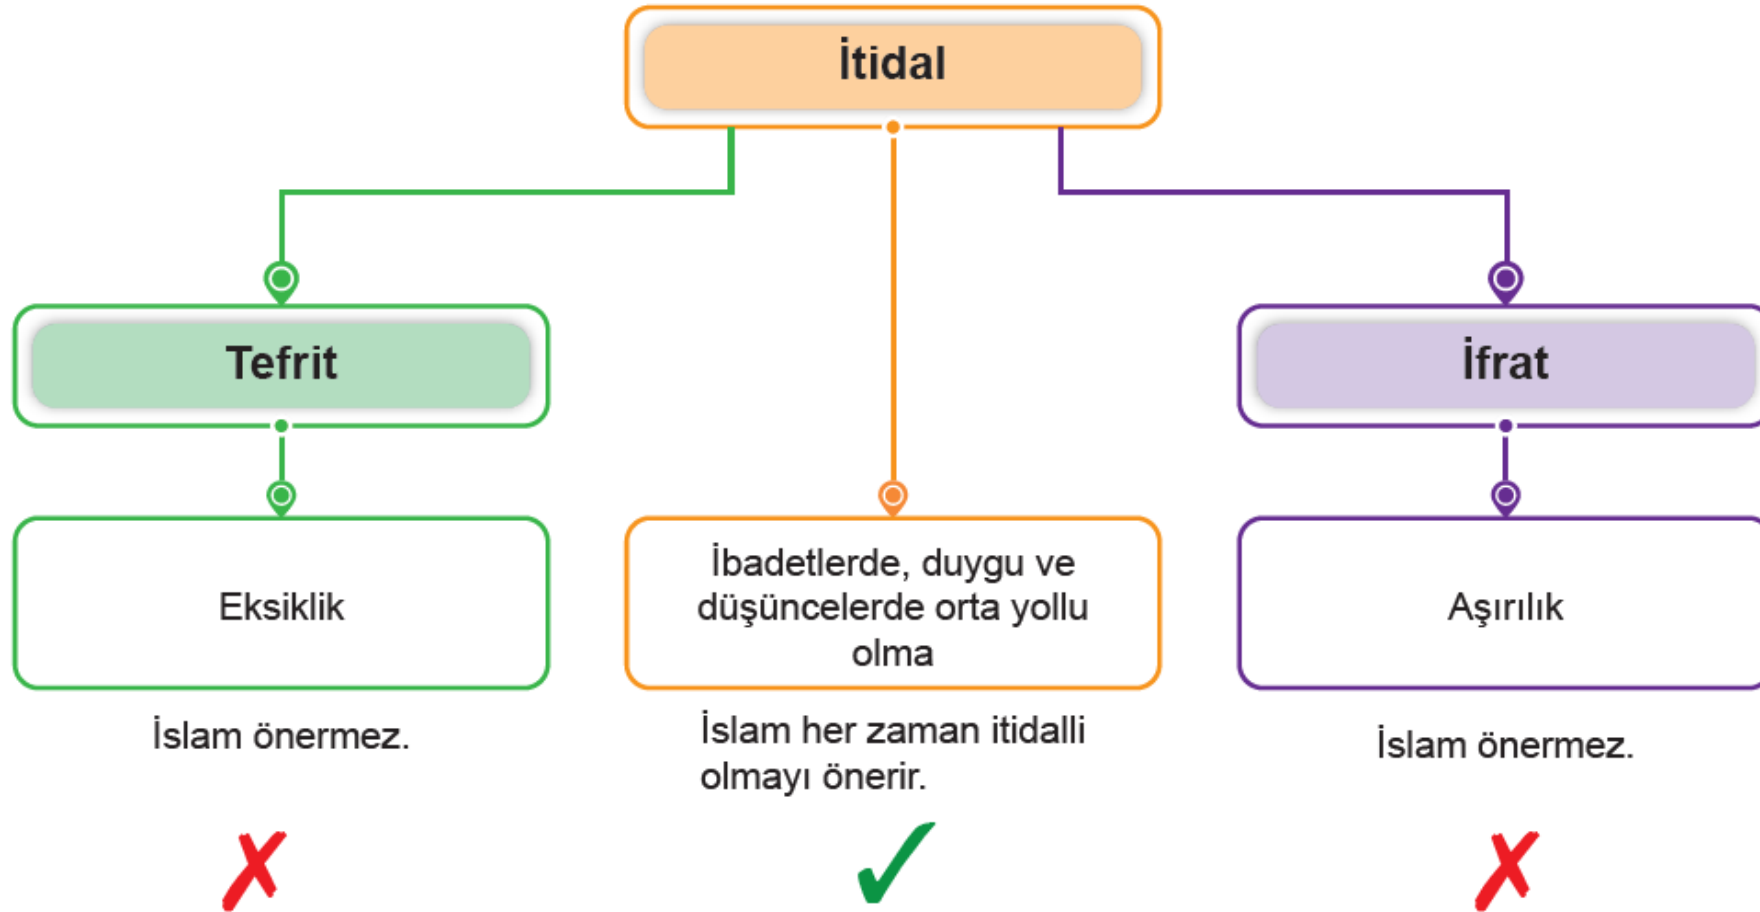 İtidal
Tefrit
İfrat
Eksiklik
İbadetlerde, duygu ve
düşüncelerde orta yollu
olma
Aşırılık
İslam önermez.
İslam her zaman itidalli
olmayı önerir.
İslam önermez.